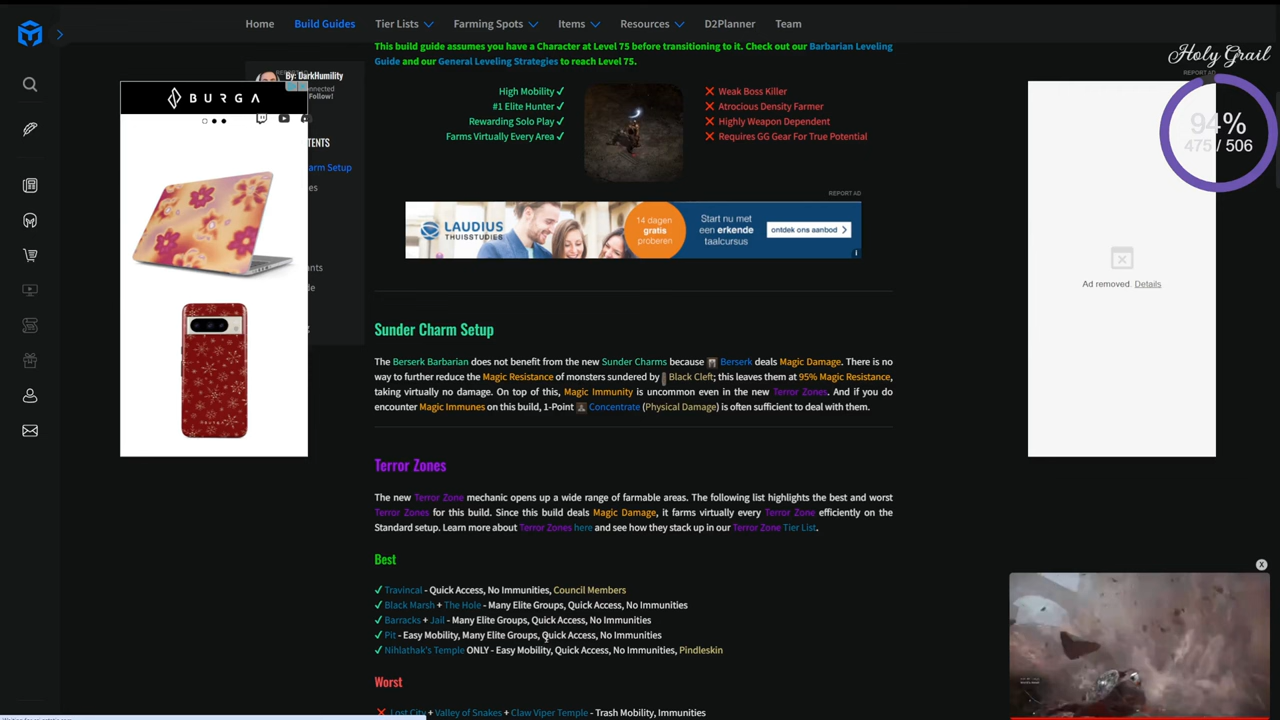 Home Build Guides Tier Lists Farming Spots Items Resources D2Planner Team
Holy Grail
REPORT AD
94%
475 / 506
This build guide assumes you have a Character at Level 75 before transitioning to it. Check out our Barbarian Leveling
Guide and our General Leveling Strategies to reach Level 75.
By: DarkHumility
Follow!
BURGA
arm Setup
High Mobility ✓
#1 Elite Hunter ✓
Rewarding Solo Play ✓
Farms Virtually Every Area ✓
❌ Weak Boss Killer
❌ Atrocious Density Farmer
❌ Highly Weapon Dependent
❌ Requires GG Gear For True Potential
REPORT AD
LAUDIUS
THUISSTUDIES
14 dagen
gratis
proberen
Start nu met
een erkende
taalcursus
ontdek ons aanbod
Ad removed. Details
Sunder Charm Setup
The Berserk Barbarian does not benefit from the new Sunder Charms because Berserk deals Magic Damage. There is no
way to further reduce the Magic Resistance of monsters sundered by Black Cleft; this leaves them at 95% Magic Resistance,
taking virtually no damage. On top of this, Magic Immunity is uncommon even in the new Terror Zones. And if you do
encounter Magic Immunes on this build, 1-Point Concentrate (Physical Damage) is often sufficient to deal with them.
Terror Zones
The new Terror Zone mechanic opens up a wide range of farmable areas. The following list highlights the best and worst
Terror Zones for this build. Since this build deals Magic Damage, it farms virtually every Terror Zone efficiently on the
Standard setup. Learn more about Terror Zones here and see how they stack up in our Terror Zone Tier List.
Best
✓ Travincal - Quick Access, No Immunities, Council Members
✓ Black Marsh + The Hole - Many Elite Groups, Quick Access, No Immunities
✓ Barracks + Jail - Many Elite Groups, Quick Access, No Immunities
✓ Pit - Easy Mobility, Many Elite Groups, Quick Access, No Immunities
✓ Nihlathak's Temple ONLY - Easy Mobility, Quick Access, No Immunities, Pindleskin
Worst
❌ Lost City + Valley of Snakes + Claw Viper Temple - Trash Mobility, Immunities